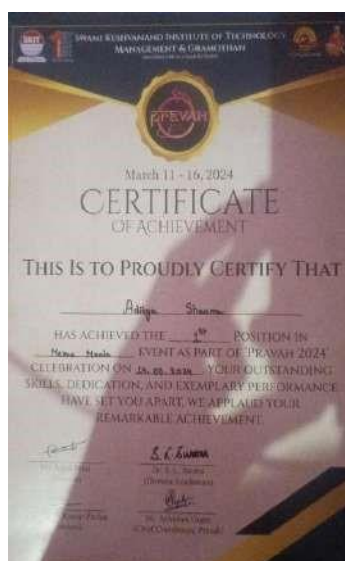 SWAMI KESHVANAND INSTITUTE OF TECHNOLOGY
MANAGEMENT & GRAMOTHAN
PREVAH
March 11 - 16, 2024
CERTIFICATE
OF ACHIEVEMENT
THIS IS TO PROUDLY CERTIFY THAT
Aditya Sharma
HAS ACHIEVED THE POSITION IN
Meme Mania EVENT AS PART OF 'PRAVAH 2024'
CELEBRATION ON YOUR OUTSTANDING
SKILLS, DEDICATION, AND EXEMPLARY PERFORMANCE
HAVE SET YOU APART, WE APPLAUD YOUR
REMARKABLE ACHIEVEMENT.
Dr. S. L.
(Director Academics)